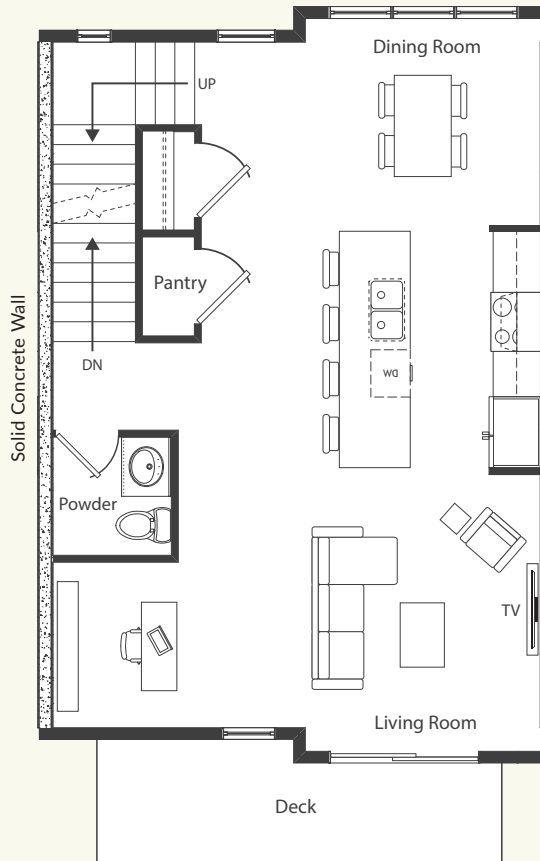 Dining Room
UP
Pantry
Solid Concrete Wall
DN
DW
Powder
TV
Living Room
Deck